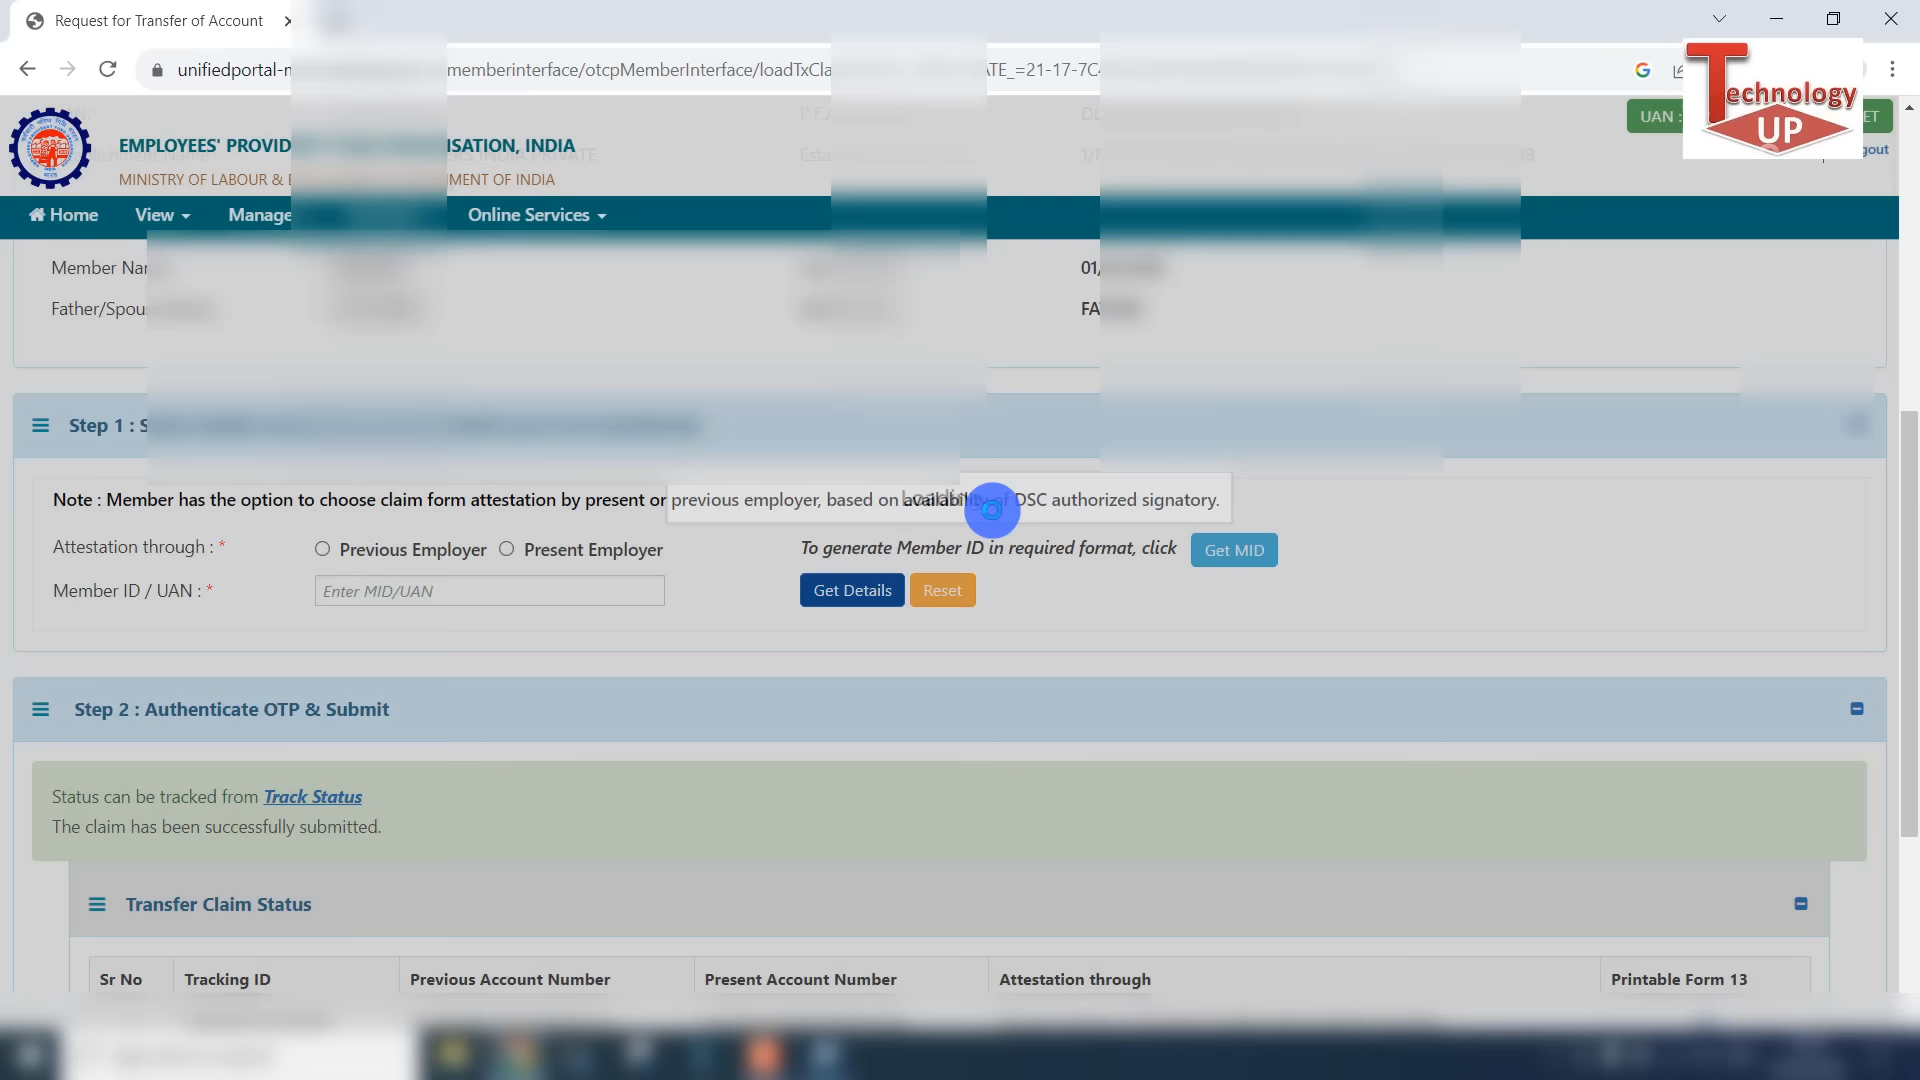 Request for Transfer of Account
unifiedportal-m memberinterface/otcpMemberInterface/loadTxCla ATE_=21-17-7C4
Technology
UP
UAN :
EMPLOYEES' PROVID ISATION, INDIA
MINISTRY OF LABOUR & E MENT OF INDIA
gout
Home View Manage Online Services
Member Nar
01/
Father/Spou
FA
Step 1 : S
Note : Member has the option to choose claim form attestation by present or previous employer, based on availability of DSC authorized signatory.
Attestation through : * Previous Employer Present Employer To generate Member ID in required format, click Get MID
Member ID / UAN : * Enter MID/UAN Get Details Reset
Step 2 : Authenticate OTP & Submit
Status can be tracked from Track Status
The claim has been successfully submitted.
Transfer Claim Status
Sr No Tracking ID Previous Account Number Present Account Number Attestation through Printable Form 13